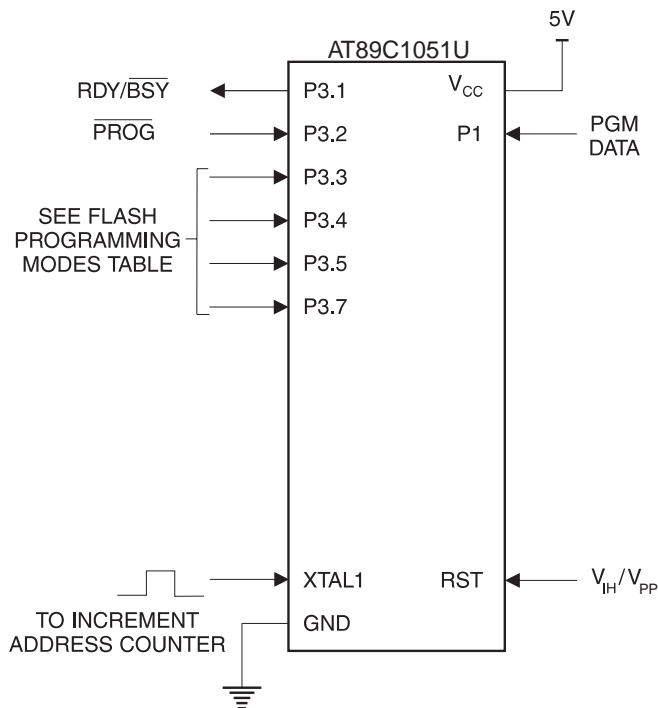 5V
AT89C1051U
RDY/BSY
P3.1
VCC
PROG
P3.2
P1
PGM
DATA
P3.3
SEE FLASH
PROGRAMMING
MODES TABLE
P3.4
P3.5
P3.7
XTAL1
RST
VIH/VPP
TO INCREMENT
ADDRESS COUNTER
GND